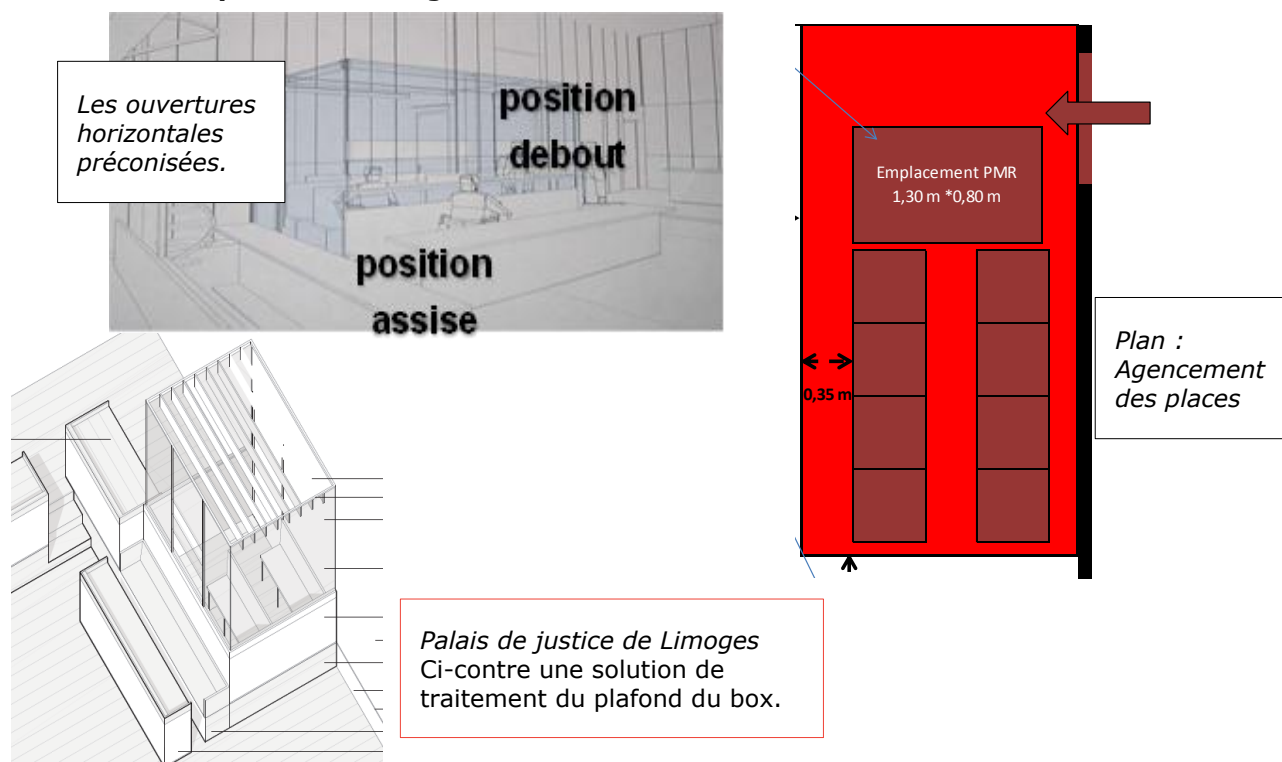 Les ouvertures
horizontales
préconisées.
position
debout
position
assise
Emplacement PMR
1,30 m *0,80 m
0,35 m
Plan :
Agencement
des places
Palais de justice de Limoges
Ci-contre une solution de
traitement du plafond du box.